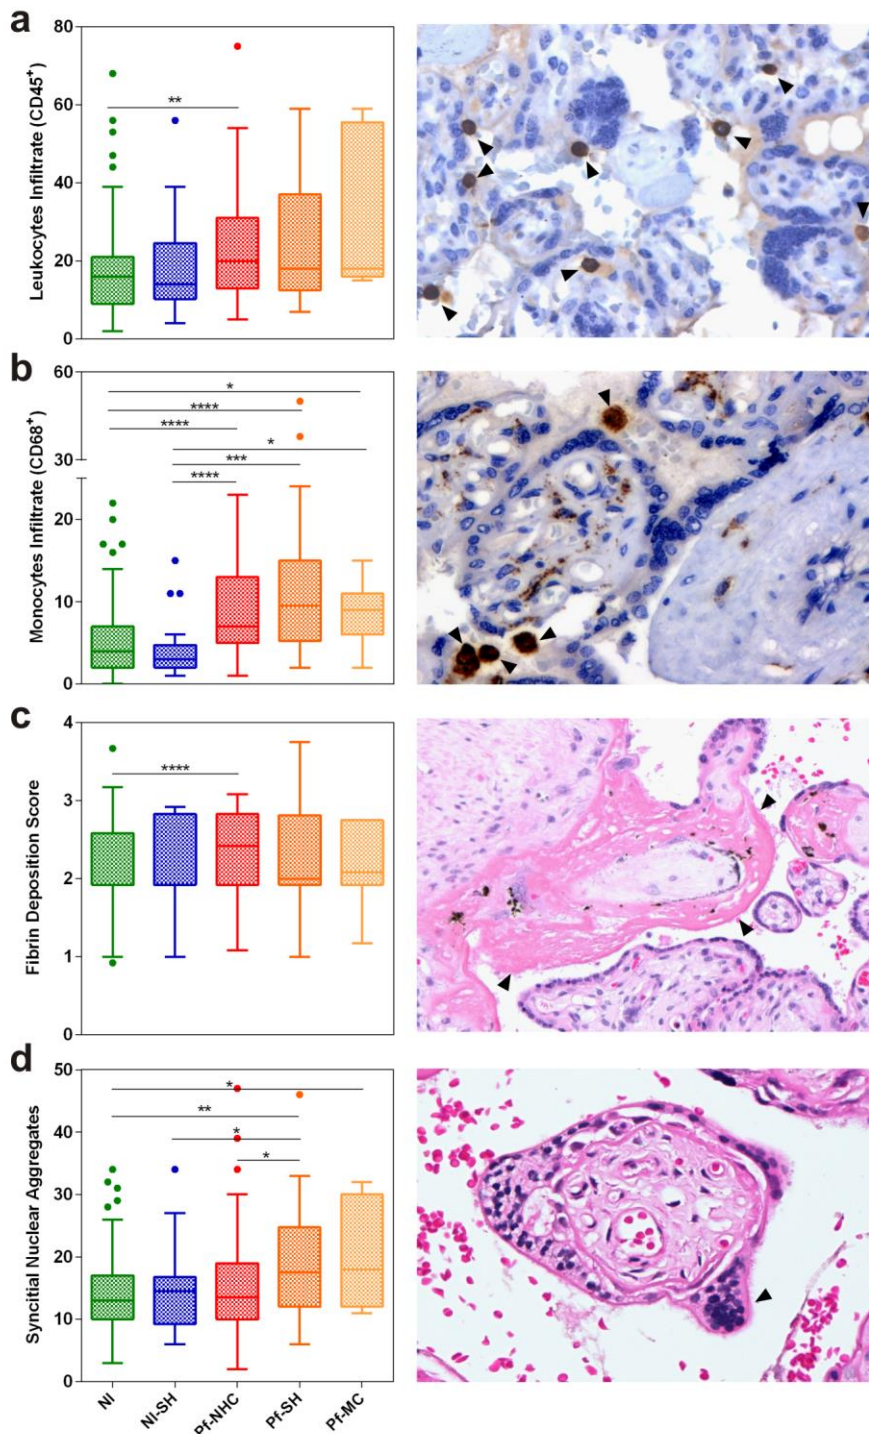 a
Leukocytes Infiltrate (CD45⁺)
80
60
40
20
0
**
b
Monocytes Infiltrate (CD68⁺)
60
30
20
10
0
*
****
****
*
***
****
c
Fibrin Deposition Score
4
3
2
1
0
****
d
Syncitial Nuclear Aggregates
50
40
30
20
10
0
*
**
*
*
NI
NI-SH
Pf-NHC
Pf-SH
Pf-MC